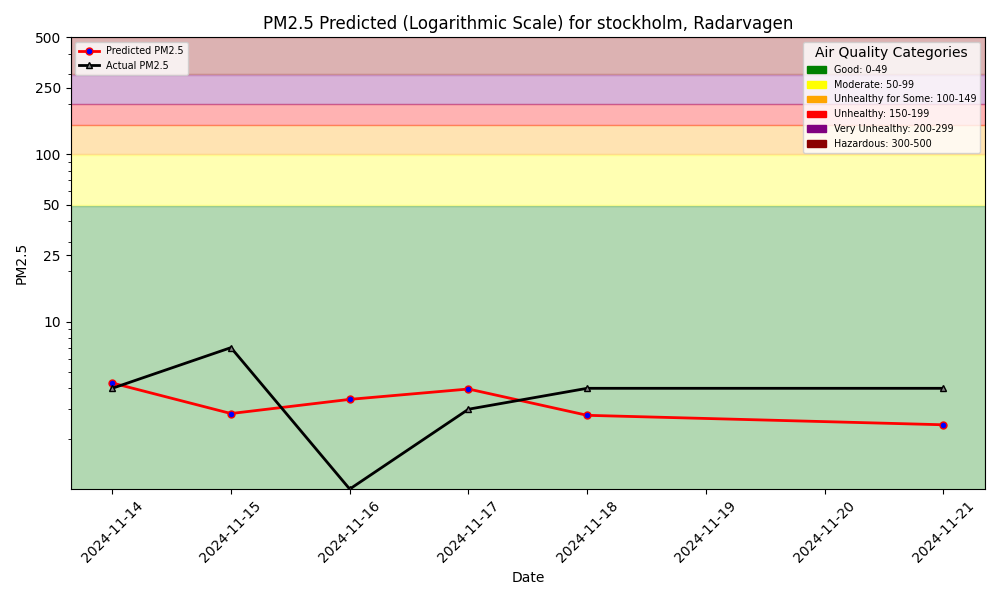 PM2.5 Predicted (Logarithmic Scale) for stockholm, Radarvagen
500
250
100
50
25
10
PM2.5
Predicted PM2.5
Actual PM2.5
Air Quality Categories
Good: 0-49
Moderate: 50-99
Unhealthy for Some: 100-149
Unhealthy: 150-199
Very Unhealthy: 200-299
Hazardous: 300-500
2024-11-14
2024-11-15
2024-11-16
2024-11-17
2024-11-18
2024-11-19
2024-11-20
2024-11-21
Date